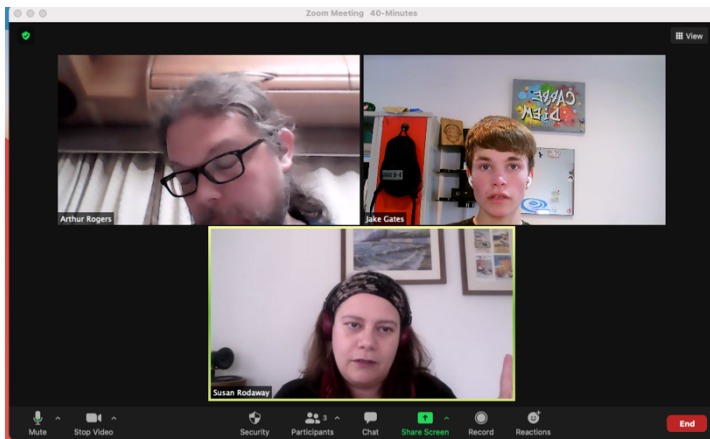 Zoom Meeting 40-Minutes
View
Arthur Rogers
Jake Gates
Susan Rodaway
Mute
Stop Video
Security
Participants
3
Chat
Share Screen
Record
Reactions
End